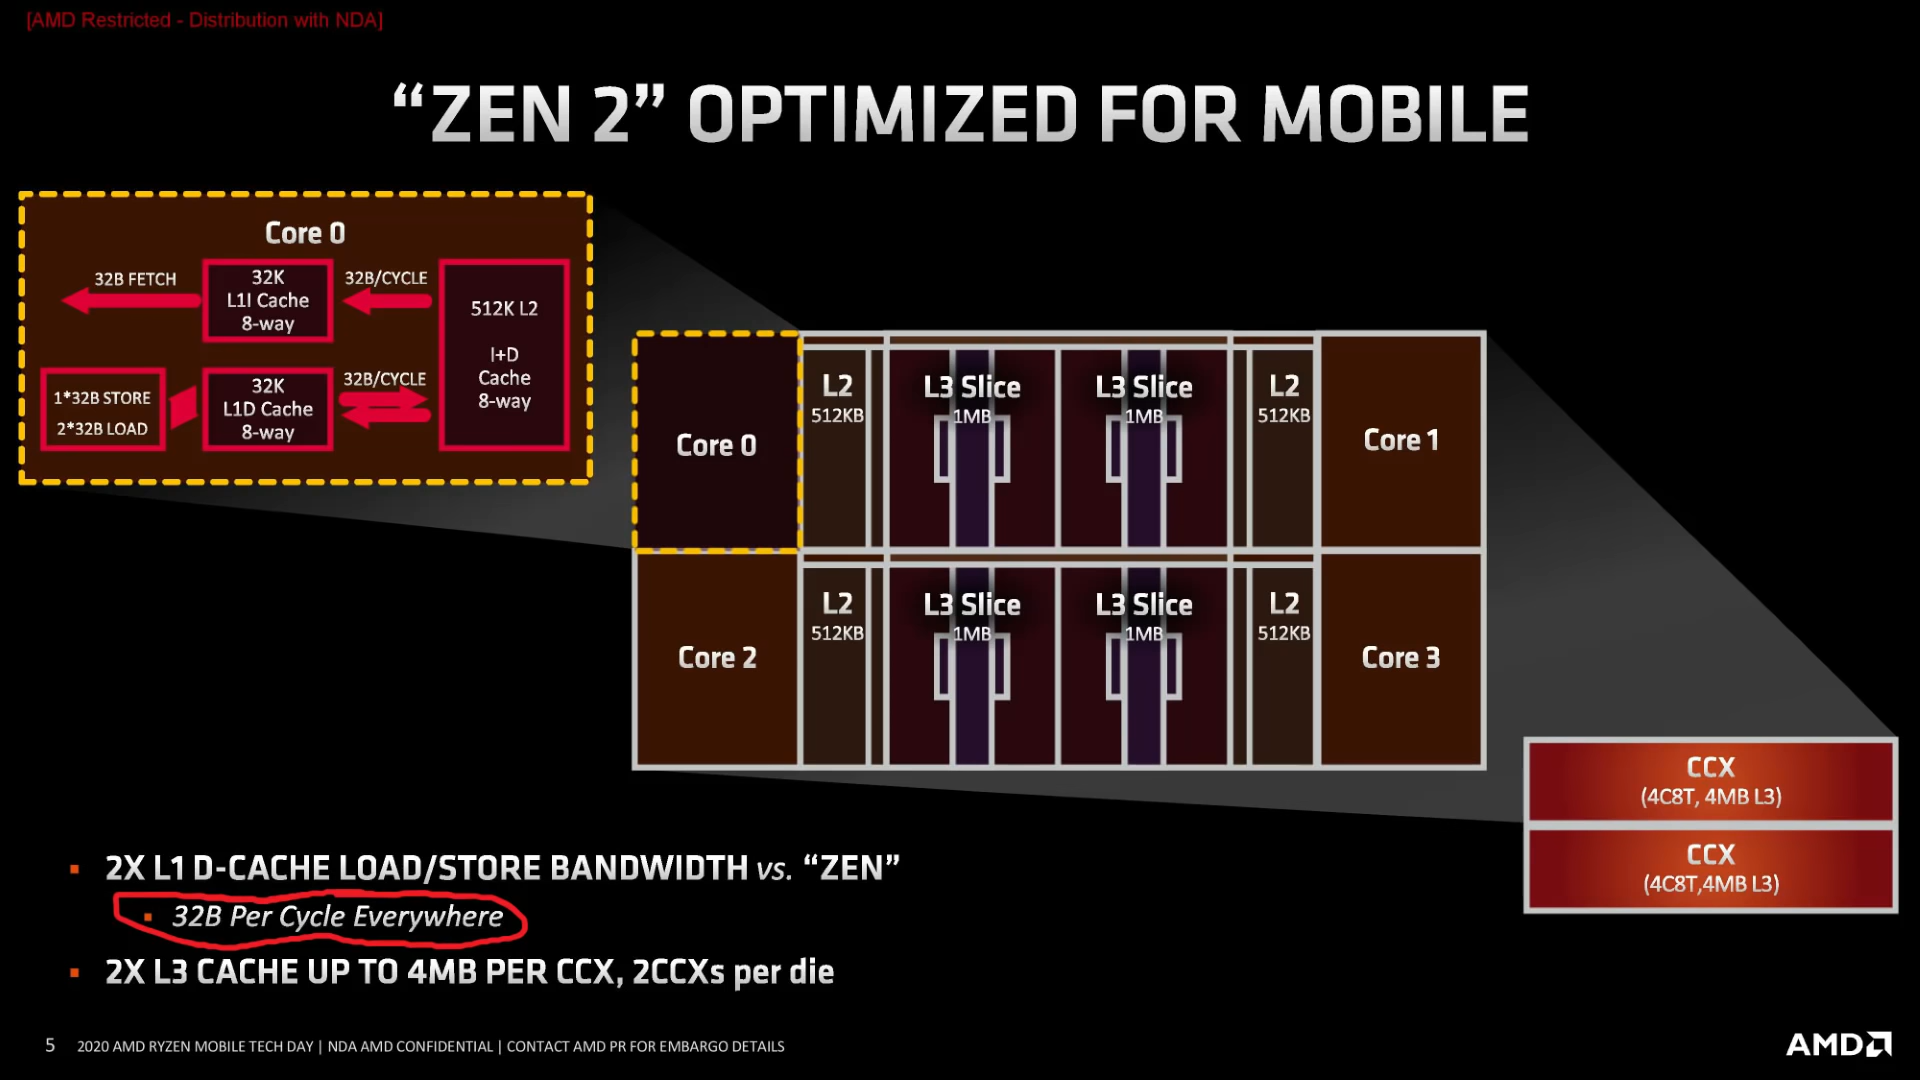 [AMD Restricted - Distribution with NDA]
“ZEN 2” OPTIMIZED FOR MOBILE
Core 0
32B FETCH
32K
L1I Cache
8-way
32B/CYCLE
512K L2
I+D
Cache
8-way
1*32B STORE
2*32B LOAD
32K
L1D Cache
8-way
32B/CYCLE
Core 0
L2
512KB
L3 Slice
1MB
L3 Slice
1MB
L2
512KB
Core 1
Core 2
L2
512KB
L3 Slice
1MB
L3 Slice
1MB
L2
512KB
Core 3
CCX
(4C8T, 4MB L3)
CCX
(4C8T,4MB L3)
▪ 2X L1 D-CACHE LOAD/STORE BANDWIDTH vs. “ZEN”
▪ 32B Per Cycle Everywhere
▪ 2X L3 CACHE UP TO 4MB PER CCX, 2CCXs per die
5 2020 AMD RYZEN MOBILE TECH DAY | NDA AMD CONFIDENTIAL | CONTACT AMD PR FOR EMBARGO DETAILS
AMD